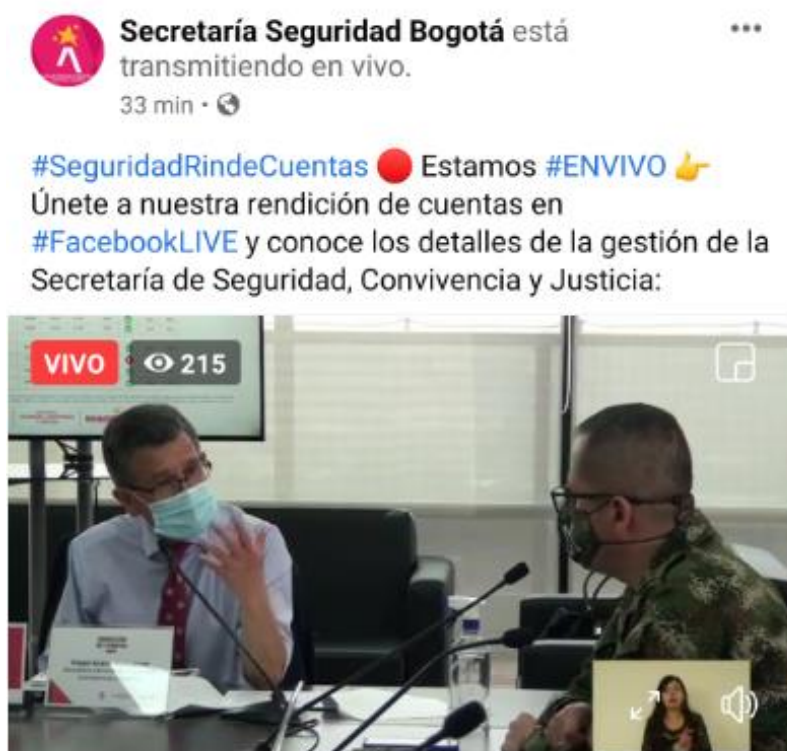 Secretaría Seguridad Bogotá está
transmitiendo en vivo.
33 min ·
#SeguridadRindeCuentas 🔴 Estamos #ENVIVO 👉
Únete a nuestra rendición de cuentas en
#FacebookLIVE y conoce los detalles de la gestión de la
Secretaría de Seguridad, Convivencia y Justicia:
VIVO 215